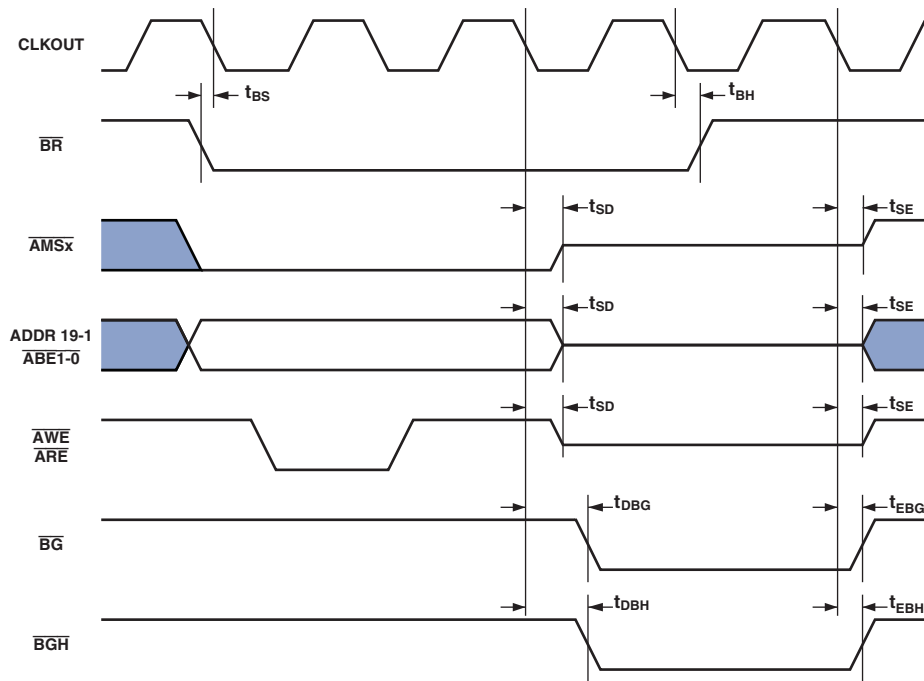 CLKOUT
tBS
tBH
BR
tSD
tSE
AMSx
tSD
tSE
ADDR 19-1
ABE1-0
tSD
tSE
AWE
ARE
tDBG
tEBG
BG
tDBH
tEBH
BGH